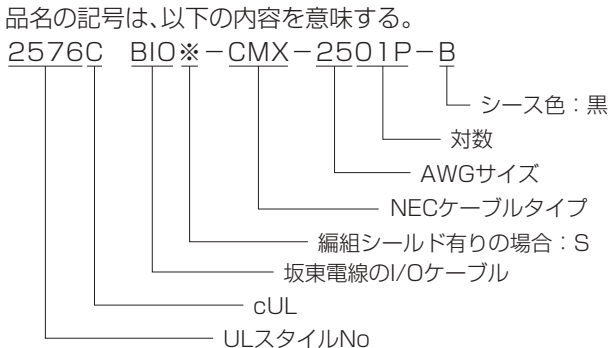 品名の記号は、以下の内容を意味する。
2576C BIO※－CMX－2501P－B
シース色：黒
対数
AWGサイズ
NECケーブルタイプ
編組シールド有りの場合：S
坂東電線のI/Oケーブル
cUL
ULスタイルNo